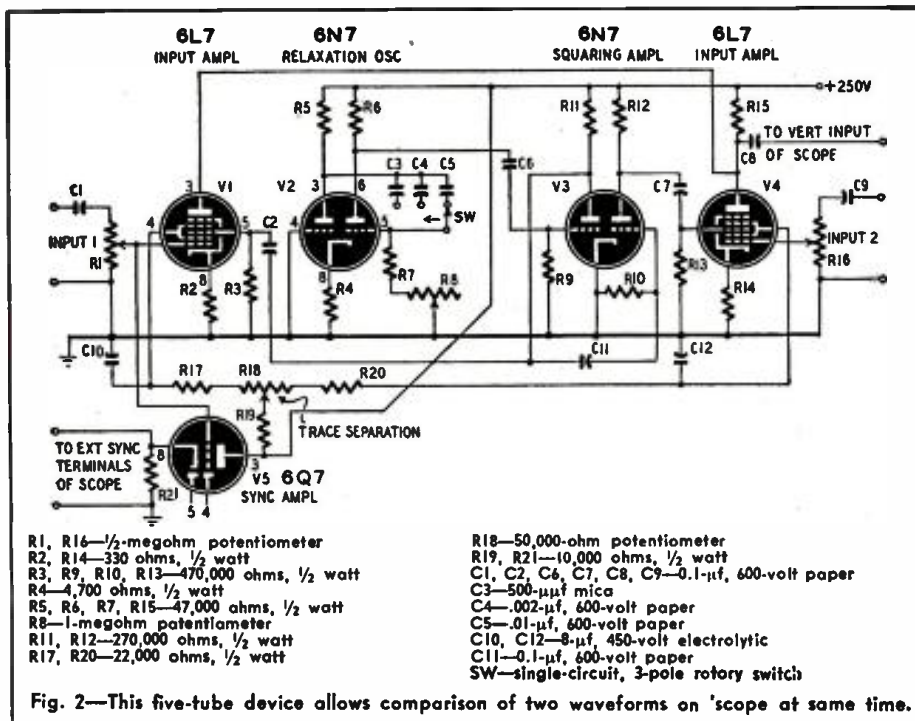 6L7
INPUT AMPL
6N7
RELAXATION OSC
6N7
SQUARING AMPL
6L7
INPUT AMPL
+250V
R5
R6
R11
R12
R15
TO VERT INPUT
OF SCOPE
C8
C3
C4
C5
C6
C7
C9
C1
3
V1
V2
3
6
V3
V4
SW
4
5
C2
4
5
INPUT 1
R1
INPUT 2
R16
R7
R8
R9
R10
R13
8
R2
R3
8
R4
R14
C10
C11
C12
R17
R18
R20
R19
TRACE SEPARATION
TO EXT SYNC
TERMINALS
OF SCOPE
8
R21
3
V5 6Q7
SYNC AMPL
5 4
R1, R16—½-megohm potentiometer
R2, R14—330 ohms, ½ watt
R3, R9, R10, R13—470,000 ohms, ½ watt
R4—4,700 ohms, ½ watt
R5, R6, R7, R15—47,000 ohms, ½ watt
R8—1-megohm potentiameter
R11, R12—270,000 ohms, ½ watt
R17, R20—22,000 ohms, ½ watt
R18—50,000-ohm potentiometer
R19, R21—10,000 ohms, ½ watt
C1, C2, C6, C7, C8, C9—0.1-μf, 600-volt paper
C3—500-μμf mica
C4—.002-μf, 600-volt paper
C5—.01-μf, 600-volt paper
C10, C12—8-μf, 450-volt electrolytic
C11—0.1-μf, 600-volt paper
SW—single-circuit, 3-pole rotory switch
Fig. 2—This five-tube device allows comparison of two waveforms on 'scope at same time.